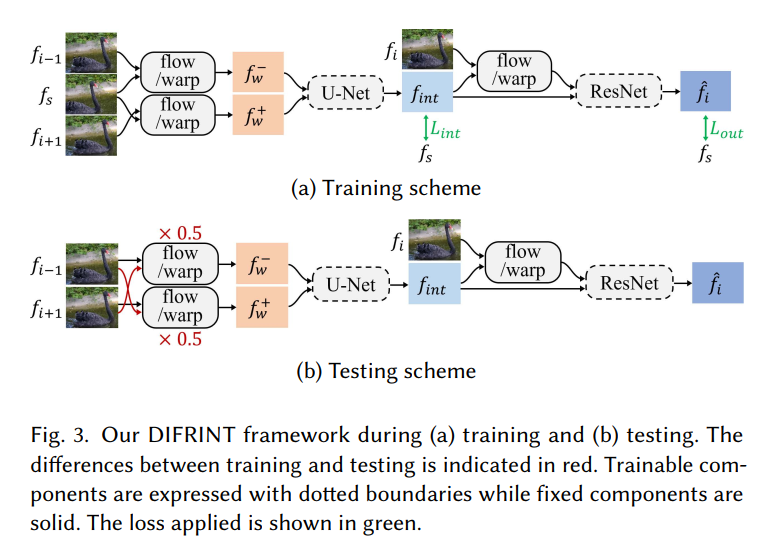 f_{i-1}
f_s
f_{i+1}
flow
/warp
flow
/warp
f_w^-
f_w^+
U-Net
f_i
f_{int}
flow
/warp
ResNet
\hat{f}_i
L_{int}
f_s
L_{out}
f_s
(a) Training scheme
f_{i-1}
f_{i+1}
× 0.5
flow
/warp
flow
/warp
× 0.5
f_w^-
f_w^+
U-Net
f_i
f_{int}
flow
/warp
ResNet
\hat{f}_i
(b) Testing scheme
Fig. 3. Our DIFRINT framework during (a) training and (b) testing. The
differences between training and testing is indicated in red. Trainable com-
ponents are expressed with dotted boundaries while fixed components are
solid. The loss applied is shown in green.